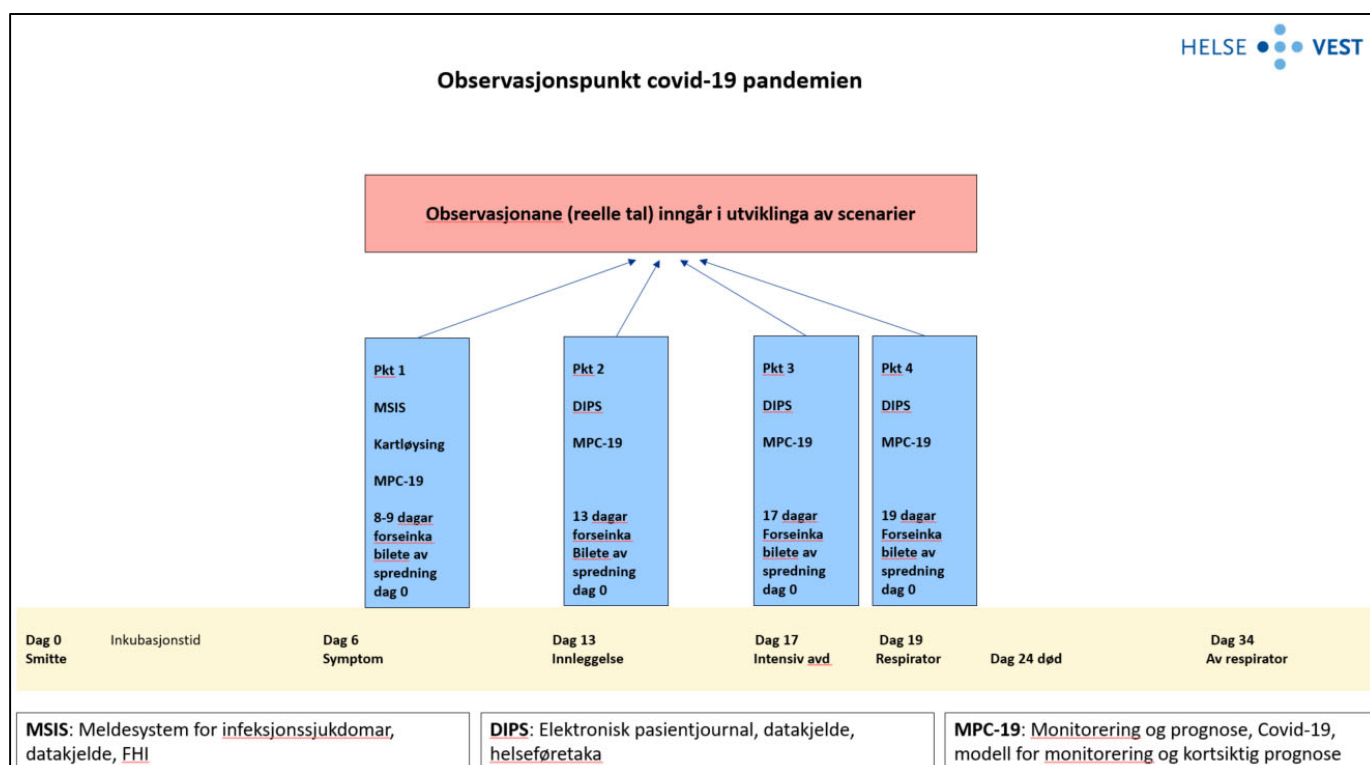 HELSE VEST
Observasjonspunkt covid-19 pandemien
Observasjonane (reelle tal) inngår i utviklinga av scenarier
Pkt 1
MSIS
Kartløysing
MPC-19
8-9 dagar
forseinka
bilete av
spredning
dag 0
Pkt 2
DIPS
MPC-19
13 dagar
forseinka
Bilete av
spredning
dag 0
Pkt 3
DIPS
MPC-19
17 dagar
Forseinka
bilete av
spredning
dag 0
Pkt 4
DIPS
MPC-19
19 dagar
Forseinka
bilete av
spredning
dag 0
Dag 0
Smitte
Inkubasjonstid
Dag 6
Symptom
Dag 13
Innleggelse
Dag 17
Intensiv avd
Dag 19
Respirator
Dag 24 død
Dag 34
Av respirator
MSIS: Meldesystem for infeksjonssjukdomar,
datakjelde, FHI
DIPS: Elektronisk pasientjournal, datakjelde,
helseføretaka
MPC-19: Monitorering og prognose, Covid-19,
modell for monitorering og kortsiktig prognose